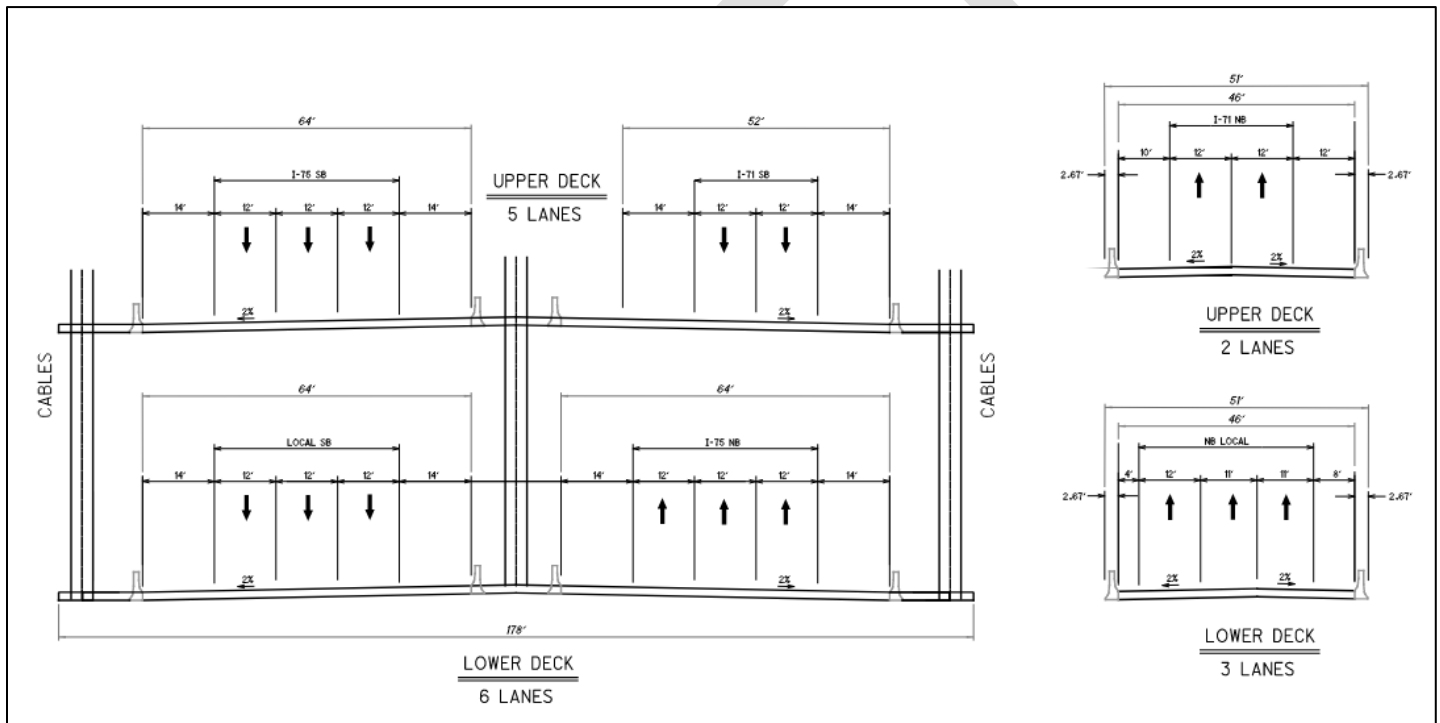 64'
52'
I-75 SB
UPPER DECK
5 LANES
I-71 SB
14' 12' 12' 12' 14'
14' 12' 12' 14'
2%
2%
CABLES
CABLES
64'
64'
LOCAL SB
I-75 NB
14' 12' 12' 12' 14'
14' 12' 12' 12' 14'
2%
2%
178'
LOWER DECK
6 LANES
51'
46'
I-71 NB
10' 12' 12' 12'
2.67' 2.67'
2% 2%
UPPER DECK
2 LANES
51'
46'
NB LOCAL
4' 12' 11' 11' 8'
2.67' 2.67'
2% 2%
LOWER DECK
3 LANES